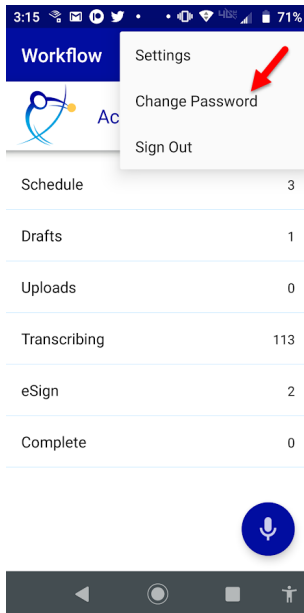 3:15 71%
Workflow
Settings
Ac
Change Password
Sign Out
Schedule 3
Drafts 1
Uploads 0
Transcribing 113
eSign 2
Complete 0